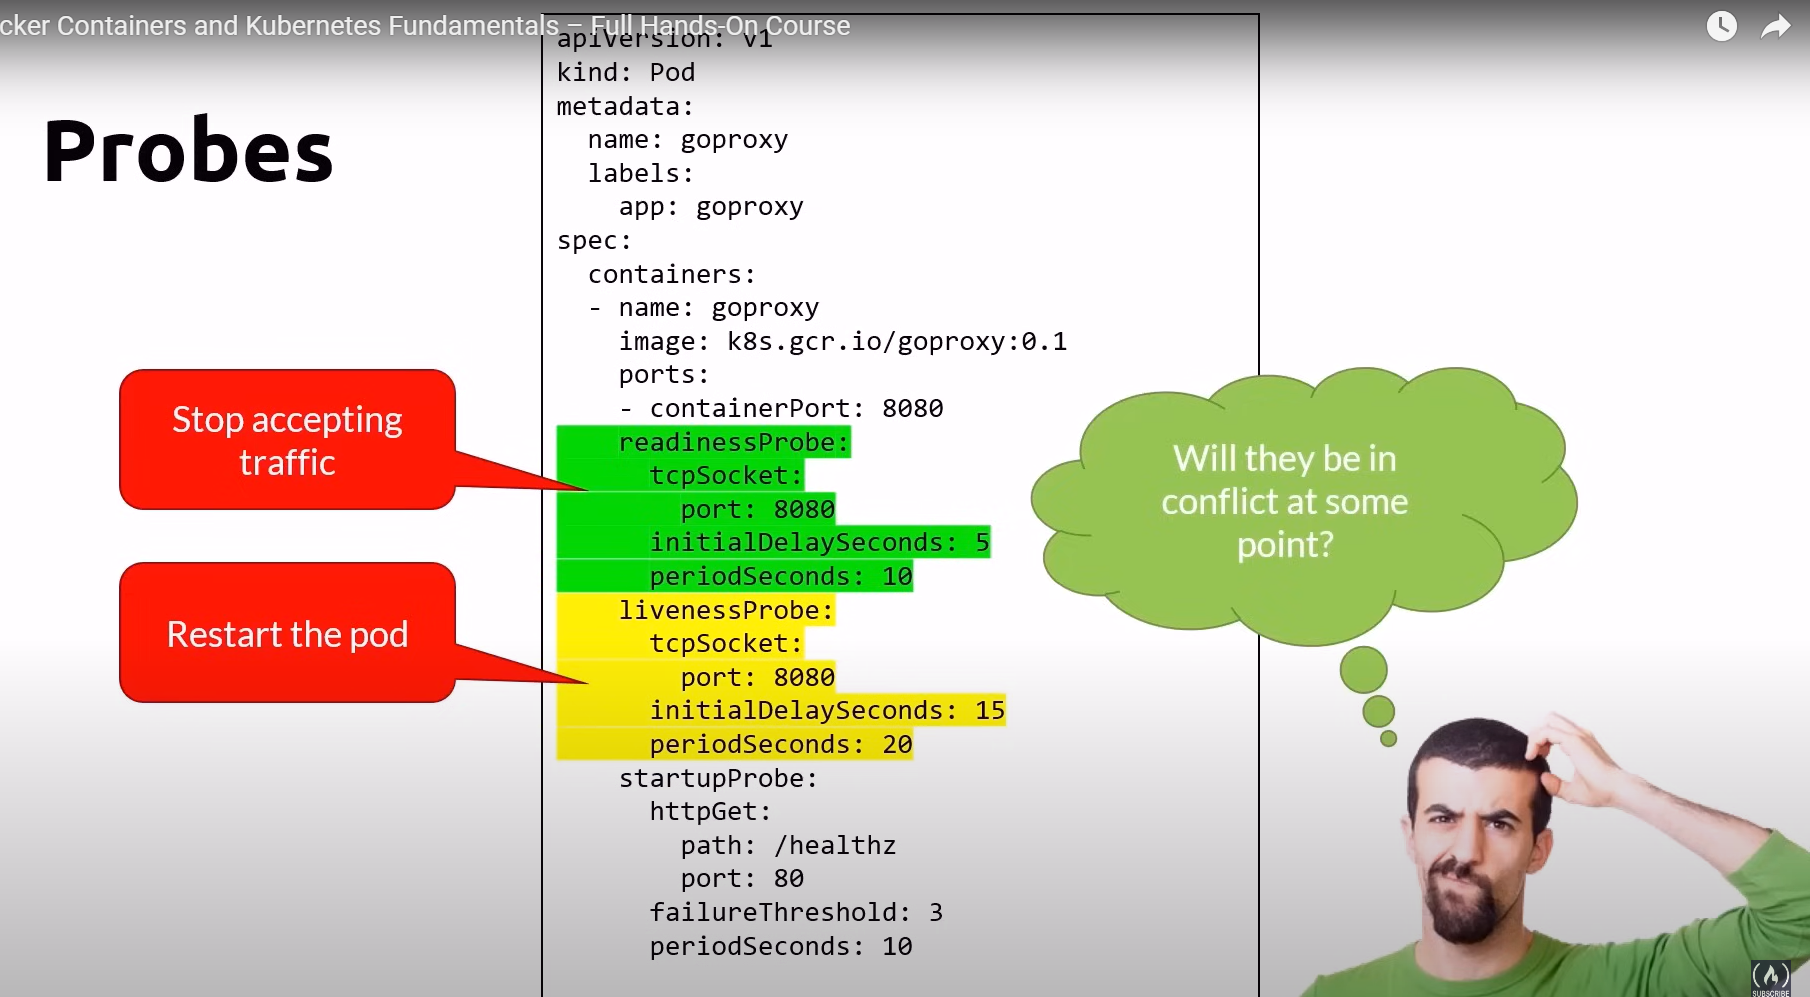 cker Containers and Kubernetes Fundamentals – Full Hands-On Course
Probes
apiVersion: v1
kind: Pod
metadata:
  name: goproxy
  labels:
    app: goproxy
spec:
  containers:
  - name: goproxy
    image: k8s.gcr.io/goproxy:0.1
    ports:
    - containerPort: 8080
    readinessProbe:
      tcpSocket:
        port: 8080
      initialDelaySeconds: 5
      periodSeconds: 10
    livenessProbe:
      tcpSocket:
        port: 8080
      initialDelaySeconds: 15
      periodSeconds: 20
    startupProbe:
      httpGet:
        path: /healthz
        port: 80
      failureThreshold: 3
      periodSeconds: 10
Stop accepting
traffic
Restart the pod
Will they be in
conflict at some
point?
SUBSCRIBE